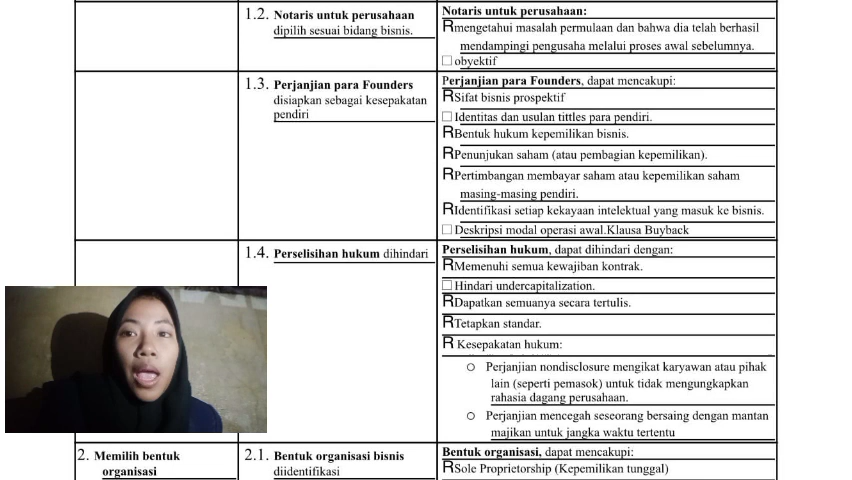 1.2. Notaris untuk perusahaan
dipilih sesuai bidang bisnis.
Notaris untuk perusahaan:
Rmengetahui masalah permulaan dan bahwa dia telah berhasil
mendampingi pengusaha melalui proses awal sebelumnya.
□ obyektif
1.3. Perjanjian para Founders
disiapkan sebagai kesepakatan
pendiri
Perjanjian para Founders, dapat mencakupi:
RSifat bisnis prospektif
□ Identitas dan usulan tittles para pendiri.
RBentuk hukum kepemilikan bisnis.
RPenunjukan saham (atau pembagian kepemilikan).
RPertimbangan membayar saham atau kepemilikan saham
masing-masing pendiri.
RIdentifikasi setiap kekayaan intelektual yang masuk ke bisnis.
□ Deskripsi modal operasi awal.Klausa Buyback
1.4. Perselisihan hukum dihindari
Perselisihan hukum, dapat dihindari dengan:
RMemenuhi semua kewajiban kontrak.
□ Hindari undercapitalization.
RDapatkan semuanya secara tertulis.
RTetapkan standar.
R Kesepakatan hukum:
o Perjanjian nondisclosure mengikat karyawan atau pihak
lain (seperti pemasok) untuk tidak mengungkapkan
rahasia dagang perusahaan.
o Perjanjian mencegah seseorang bersaing dengan mantan
majikan untuk jangka waktu tertentu
2. Memilih bentuk
organisasi
2.1. Bentuk organisasi bisnis
diidentifikasi
Bentuk organisasi, dapat mencakupi:
RSole Proprietorship (Kepemilikan tunggal)